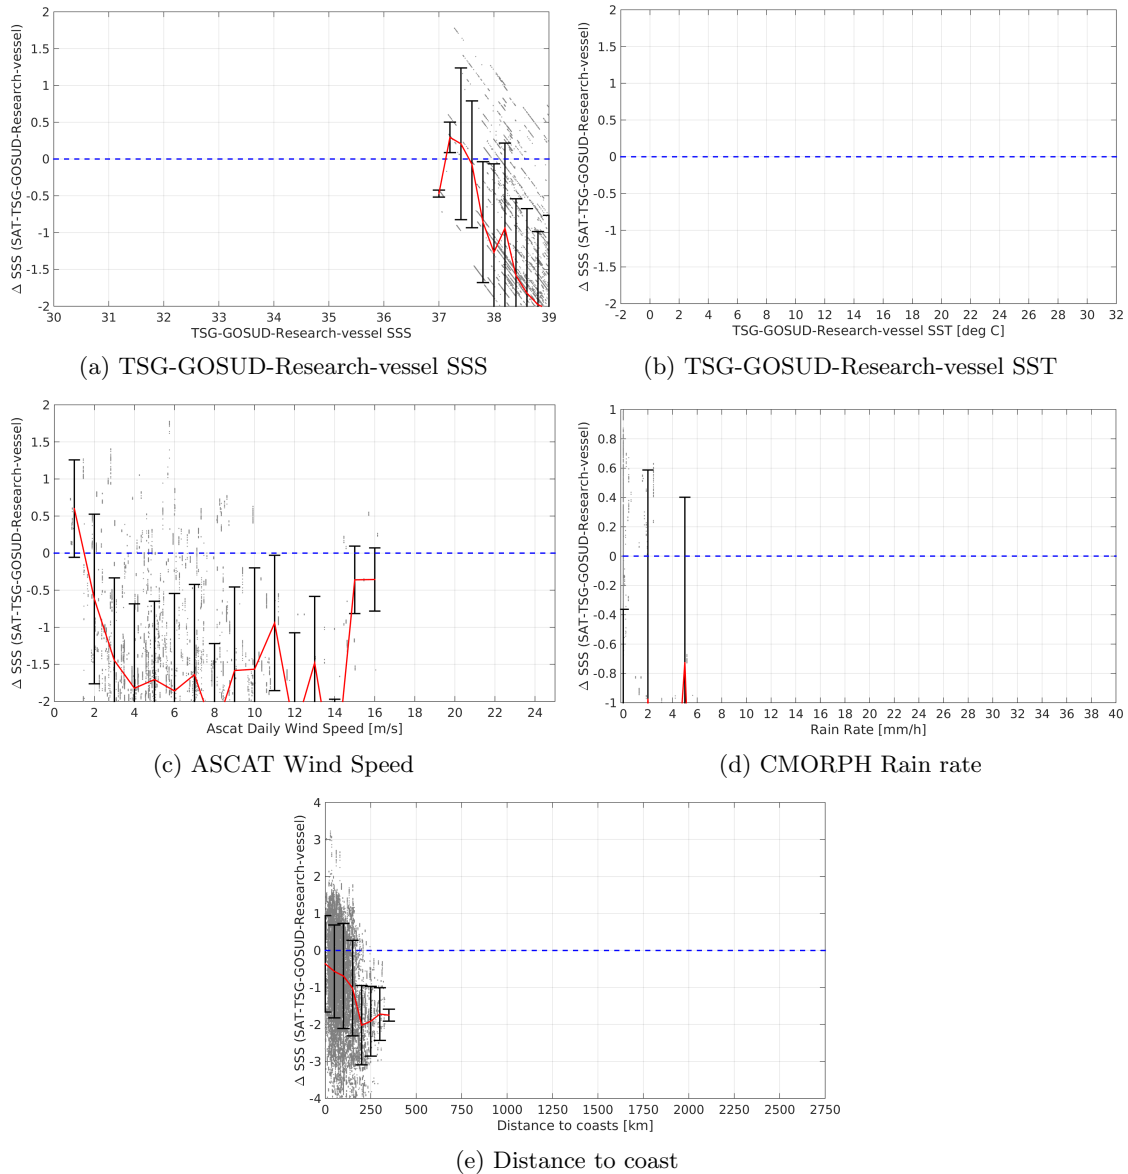 Δ SSS (SAT-TSG-GOSUD-Research-vessel)
2
1.5
1
0.5
0
-0.5
-1
-1.5
-2
30 31 32 33 34 35 36 37 38 39
TSG-GOSUD-Research-vessel SSS
(a) TSG-GOSUD-Research-vessel SSS
Δ SSS (SAT-TSG-GOSUD-Research-vessel)
2
1.5
1
0.5
0
-0.5
-1
-1.5
-2
-2 0 2 4 6 8 10 12 14 16 18 20 22 24 26 28 30 32
TSG-GOSUD-Research-vessel SST [deg C]
(b) TSG-GOSUD-Research-vessel SST
Δ SSS (SAT-TSG-GOSUD-Research-vessel)
2
1.5
1
0.5
0
-0.5
-1
-1.5
-2
0 2 4 6 8 10 12 14 16 18 20 22 24
Ascat Daily Wind Speed [m/s]
(c) ASCAT Wind Speed
Δ SSS (SAT-TSG-GOSUD-Research-vessel)
1
0.8
0.6
0.4
0.2
0
-0.2
-0.4
-0.6
-0.8
-1
0 2 4 6 8 10 12 14 16 18 20 22 24 26 28 30 32 34 36 38 40
Rain Rate [mm/h]
(d) CMORPH Rain rate
Δ SSS (SAT-TSG-GOSUD-Research-vessel)
4
3
2
1
0
-1
-2
-3
-4
0 250 500 750 1000 1250 1500 1750 2000 2250 2500 2750
Distance to coasts [km]
(e) Distance to coast